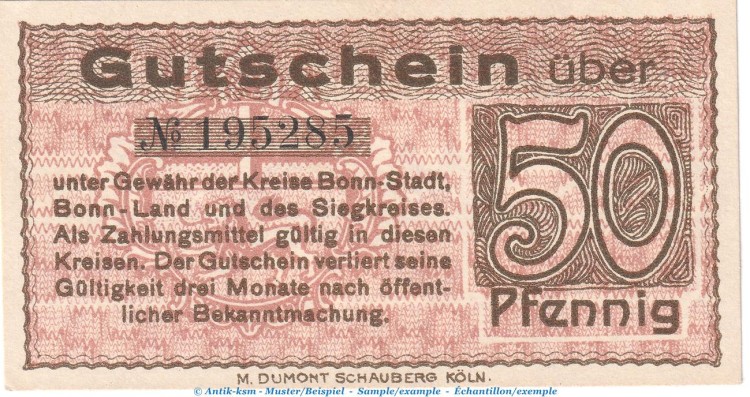 Gutschein über
№ 195285
unter Gewähr der Kreise Bonn-Stadt,
Bonn-Land und des Siegkreises.
Als Zahlungsmittel gültig in diesen
Kreisen. Der Gutschein verliert seine
Gültigkeit drei Monate nach öffent-
licher Bekanntmachung.
50
Pfennig
M. DUMONT SCHAUBERG KÖLN.
© Antik-ksm - Muster/Beispiel - Sample/example - Échantillon/exemple